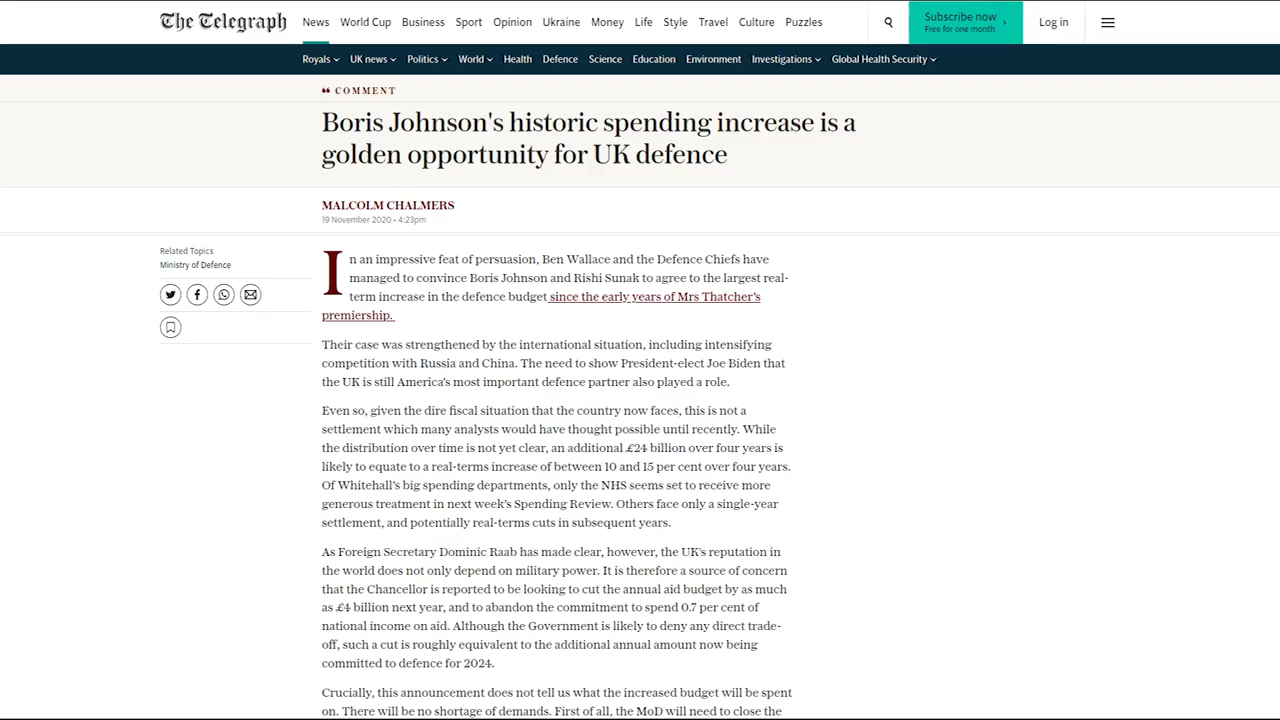 The Telegraph
News World Cup Business Sport Opinion Ukraine Money Life Style Travel Culture Puzzles
Subscribe now ›
Free for one month
Log in
Royals UK news Politics World Health Defence Science Education Environment Investigations Global Health Security
COMMENT
Boris Johnson's historic spending increase is a
golden opportunity for UK defence
MALCOLM CHALMERS
19 November 2020 • 4:23pm
Related Topics
Ministry of Defence
In an impressive feat of persuasion, Ben Wallace and the Defence Chiefs have
managed to convince Boris Johnson and Rishi Sunak to agree to the largest real-
term increase in the defence budget since the early years of Mrs Thatcher's
premiership.
Their case was strengthened by the international situation, including intensifying
competition with Russia and China. The need to show President-elect Joe Biden that
the UK is still America's most important defence partner also played a role.
Even so, given the dire fiscal situation that the country now faces, this is not a
settlement which many analysts would have thought possible until recently. While
the distribution over time is not yet clear, an additional £24 billion over four years is
likely to equate to a real-terms increase of between 10 and 15 per cent over four years.
Of Whitehall's big spending departments, only the NHS seems set to receive more
generous treatment in next week's Spending Review. Others face only a single-year
settlement, and potentially real-terms cuts in subsequent years.
As Foreign Secretary Dominic Raab has made clear, however, the UK's reputation in
the world does not only depend on military power. It is therefore a source of concern
that the Chancellor is reported to be looking to cut the annual aid budget by as much
as £4 billion next year, and to abandon the commitment to spend 0.7 per cent of
national income on aid. Although the Government is likely to deny any direct trade-
off, such a cut is roughly equivalent to the additional annual amount now being
committed to defence for 2024.
Crucially, this announcement does not tell us what the increased budget will be spent
on. There will be no shortage of demands. First of all, the MoD will need to close the